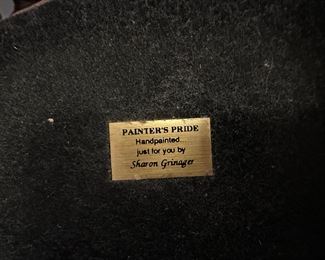 PAINTER'S PRIDE
Handpainted...
just for you by
Sharon Grinager